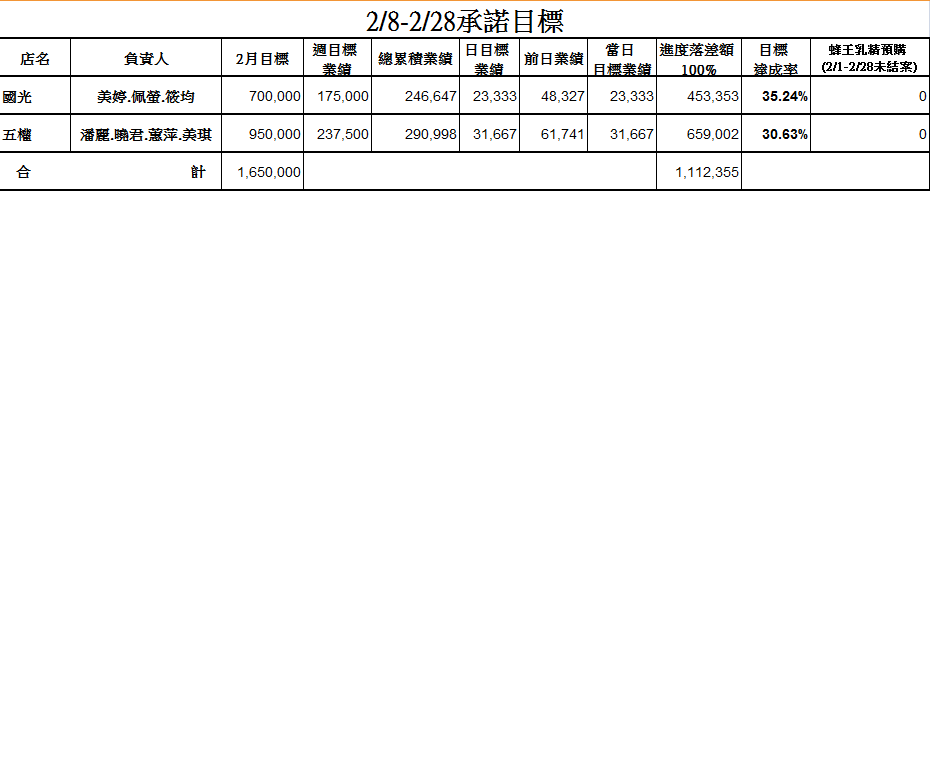 2/8-2/28承諾目標
店名 負責人 2月目標 週目標業績 總累積業績 日目標業績 前日業績 當日目標業績 進度落差額100% 目標達成率 蜂王乳精預購(2/1-2/28未結案)
國光 美婷.佩螢.筱均 700,000 175,000 246,647 23,333 48,327 23,333 453,353 35.24% 0
五權 潘麗.曉君.蕙萍.美琪 950,000 237,500 290,998 31,667 61,741 31,667 659,002 30.63% 0
合 計 1,650,000 1,112,355